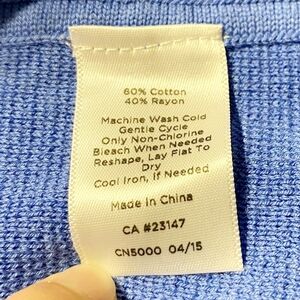 60% Cotton
40% Rayon
Machine Wash Cold
Gentle Cycle
Only Non-Chlorine
Bleach When Needed
Reshape, Lay Flat To
Dry
Cool Iron, If Needed
Made in China
CA #23147
CN5000 04/15